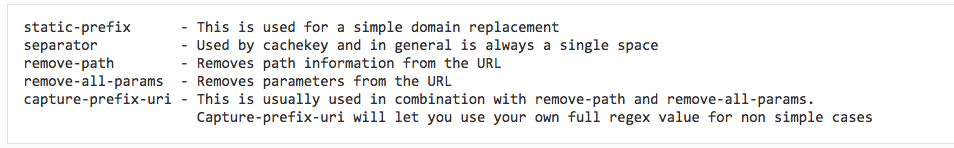 static-prefix - This is used for a simple domain replacement
separator - Used by cachekey and in general is always a single space
remove-path - Removes path information from the URL
remove-all-params - Removes parameters from the URL
capture-prefix-uri - This is usually used in combination with remove-path and remove-all-params.
Capture-prefix-uri will let you use your own full regex value for non simple cases